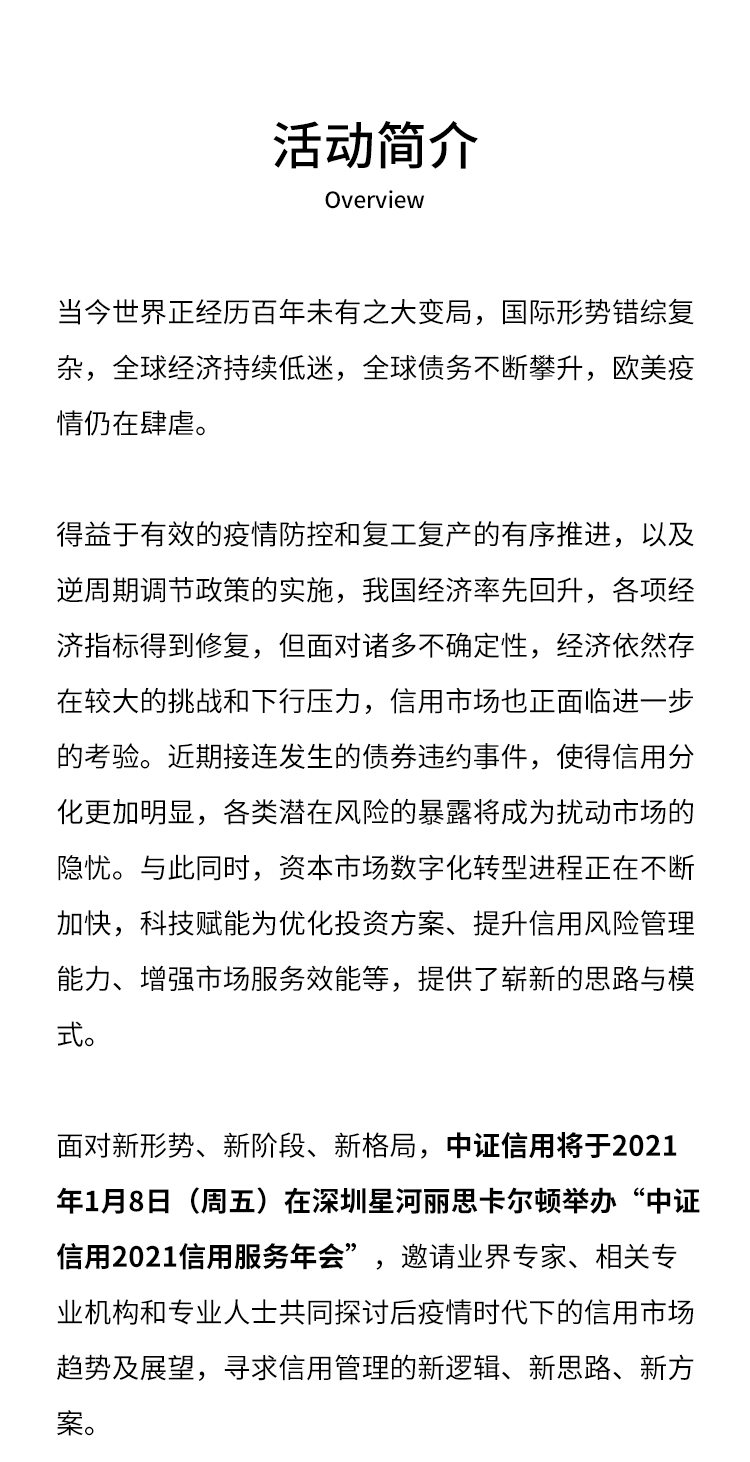 活动简介
Overview
当今世界正经历百年未有之大变局，国际形势错综复
杂，全球经济持续低迷，全球债务不断攀升，欧美疫
情仍在肆虐。
得益于有效的疫情防控和复工复产的有序推进，以及
逆周期调节政策的实施，我国经济率先回升，各项经
济指标得到修复，但面对诸多不确定性，经济依然存
在较大的挑战和下行压力，信用市场也正面临进一步
的考验。近期接连发生的债券违约事件，使得信用分
化更加明显，各类潜在风险的暴露将成为扰动市场的
隐忧。与此同时，资本市场数字化转型进程正在不断
加快，科技赋能为优化投资方案、提升信用风险管理
能力、增强市场服务效能等，提供了崭新的思路与模
式。
面对新形势、新阶段、新格局，中证信用将于2021
年1月8日（周五）在深圳星河丽思卡尔顿举办“中证
信用2021信用服务年会”，邀请业界专家、相关专
业机构和专业人士共同探讨后疫情时代下的信用市场
趋势及展望，寻求信用管理的新逻辑、新思路、新方
案。